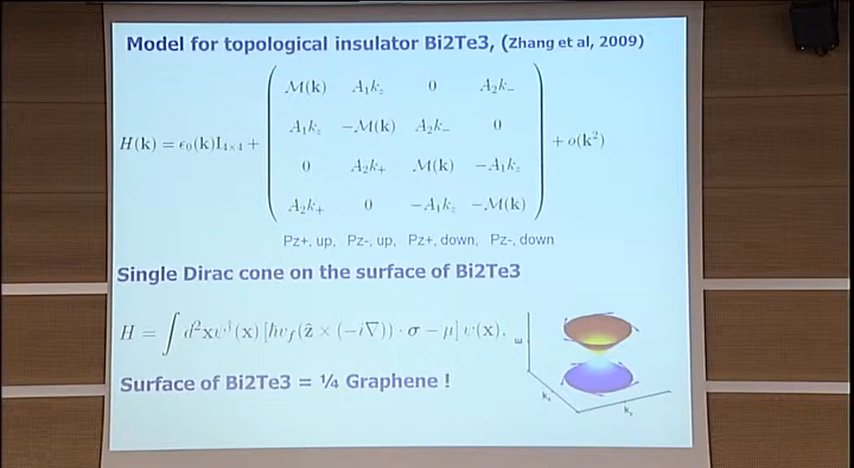 Model for topological insulator Bi2Te3, (Zhang et al, 2009)
H(k) = ϵ₀(k)I₄ₓ₄ +
ℳ(k) A₁k_z 0 A₂k₋
A₁k_z −ℳ(k) A₂k₋ 0
0 A₂k₊ ℳ(k) −A₁k_z
A₂k₊ 0 −A₁k_z −ℳ(k)
+ o(k²)
Pz+, up, Pz-, up, Pz+, down, Pz-, down
Single Dirac cone on the surface of Bi2Te3
H = ∫ d²xψ†(x) [ℏv_f(ẑ × (−i∇)) · σ − μ] ψ(x).
E
k_x
k_y
Surface of Bi2Te3 = ¼ Graphene !